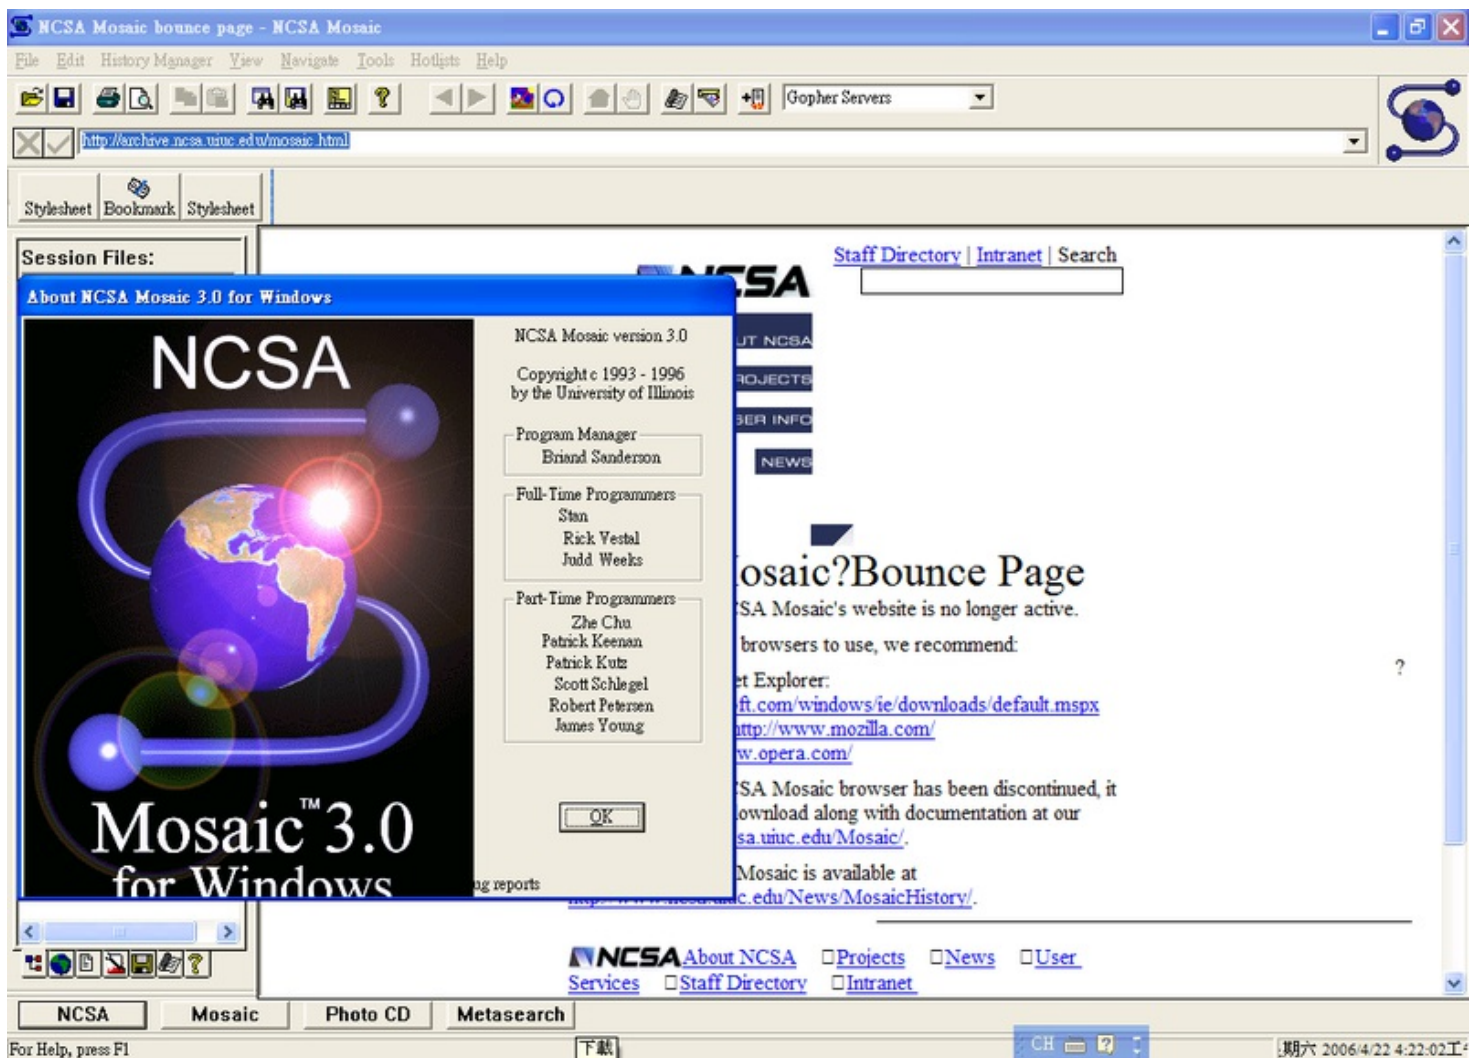 NCSA Mosaic bounce page - NCSA Mosaic
File Edit History Manager View Navigate Tools Hotlists Help
Gopher Servers
http://archive.ncsa.uiuc.edu/mosaic.html
Stylesheet Bookmark Stylesheet
Session Files:
About NCSA Mosaic 3.0 for Windows
NCSA
Mosaic™ 3.0
for Windows
NCSA Mosaic version 3.0
Copyright c 1993 - 1996
by the University of Illinois
Program Manager
Briand Sanderson
Full-Time Programmers
Stan
Rick Vestal
Judd Weeks
Part-Time Programmers
Zhe Chu
Patrick Keenan
Patrick Kutz
Scott Schlegel
Robert Petersen
James Young
OK
reports
Staff Directory | Intranet | Search
NCSA
PROJECTS
NEWS
?Bounce Page
Mosaic's website is no longer active.
browsers to use, we recommend:
Explorer:
.com/windows/ie/downloads/default.mspx
http://www.mozilla.com/
.opera.com/
Mosaic browser has been discontinued, it
along with documentation at our
.uiuc.edu/Mosaic/.
?
Mosaic is available at
.edu/News/MosaicHistory/.
NCSA About NCSA □Projects □News □User
Services □Staff Directory □Intranet
NCSA Mosaic Photo CD Metasearch
For Help, press F1
下載
CH
期六 2006/4/22 4:22:02